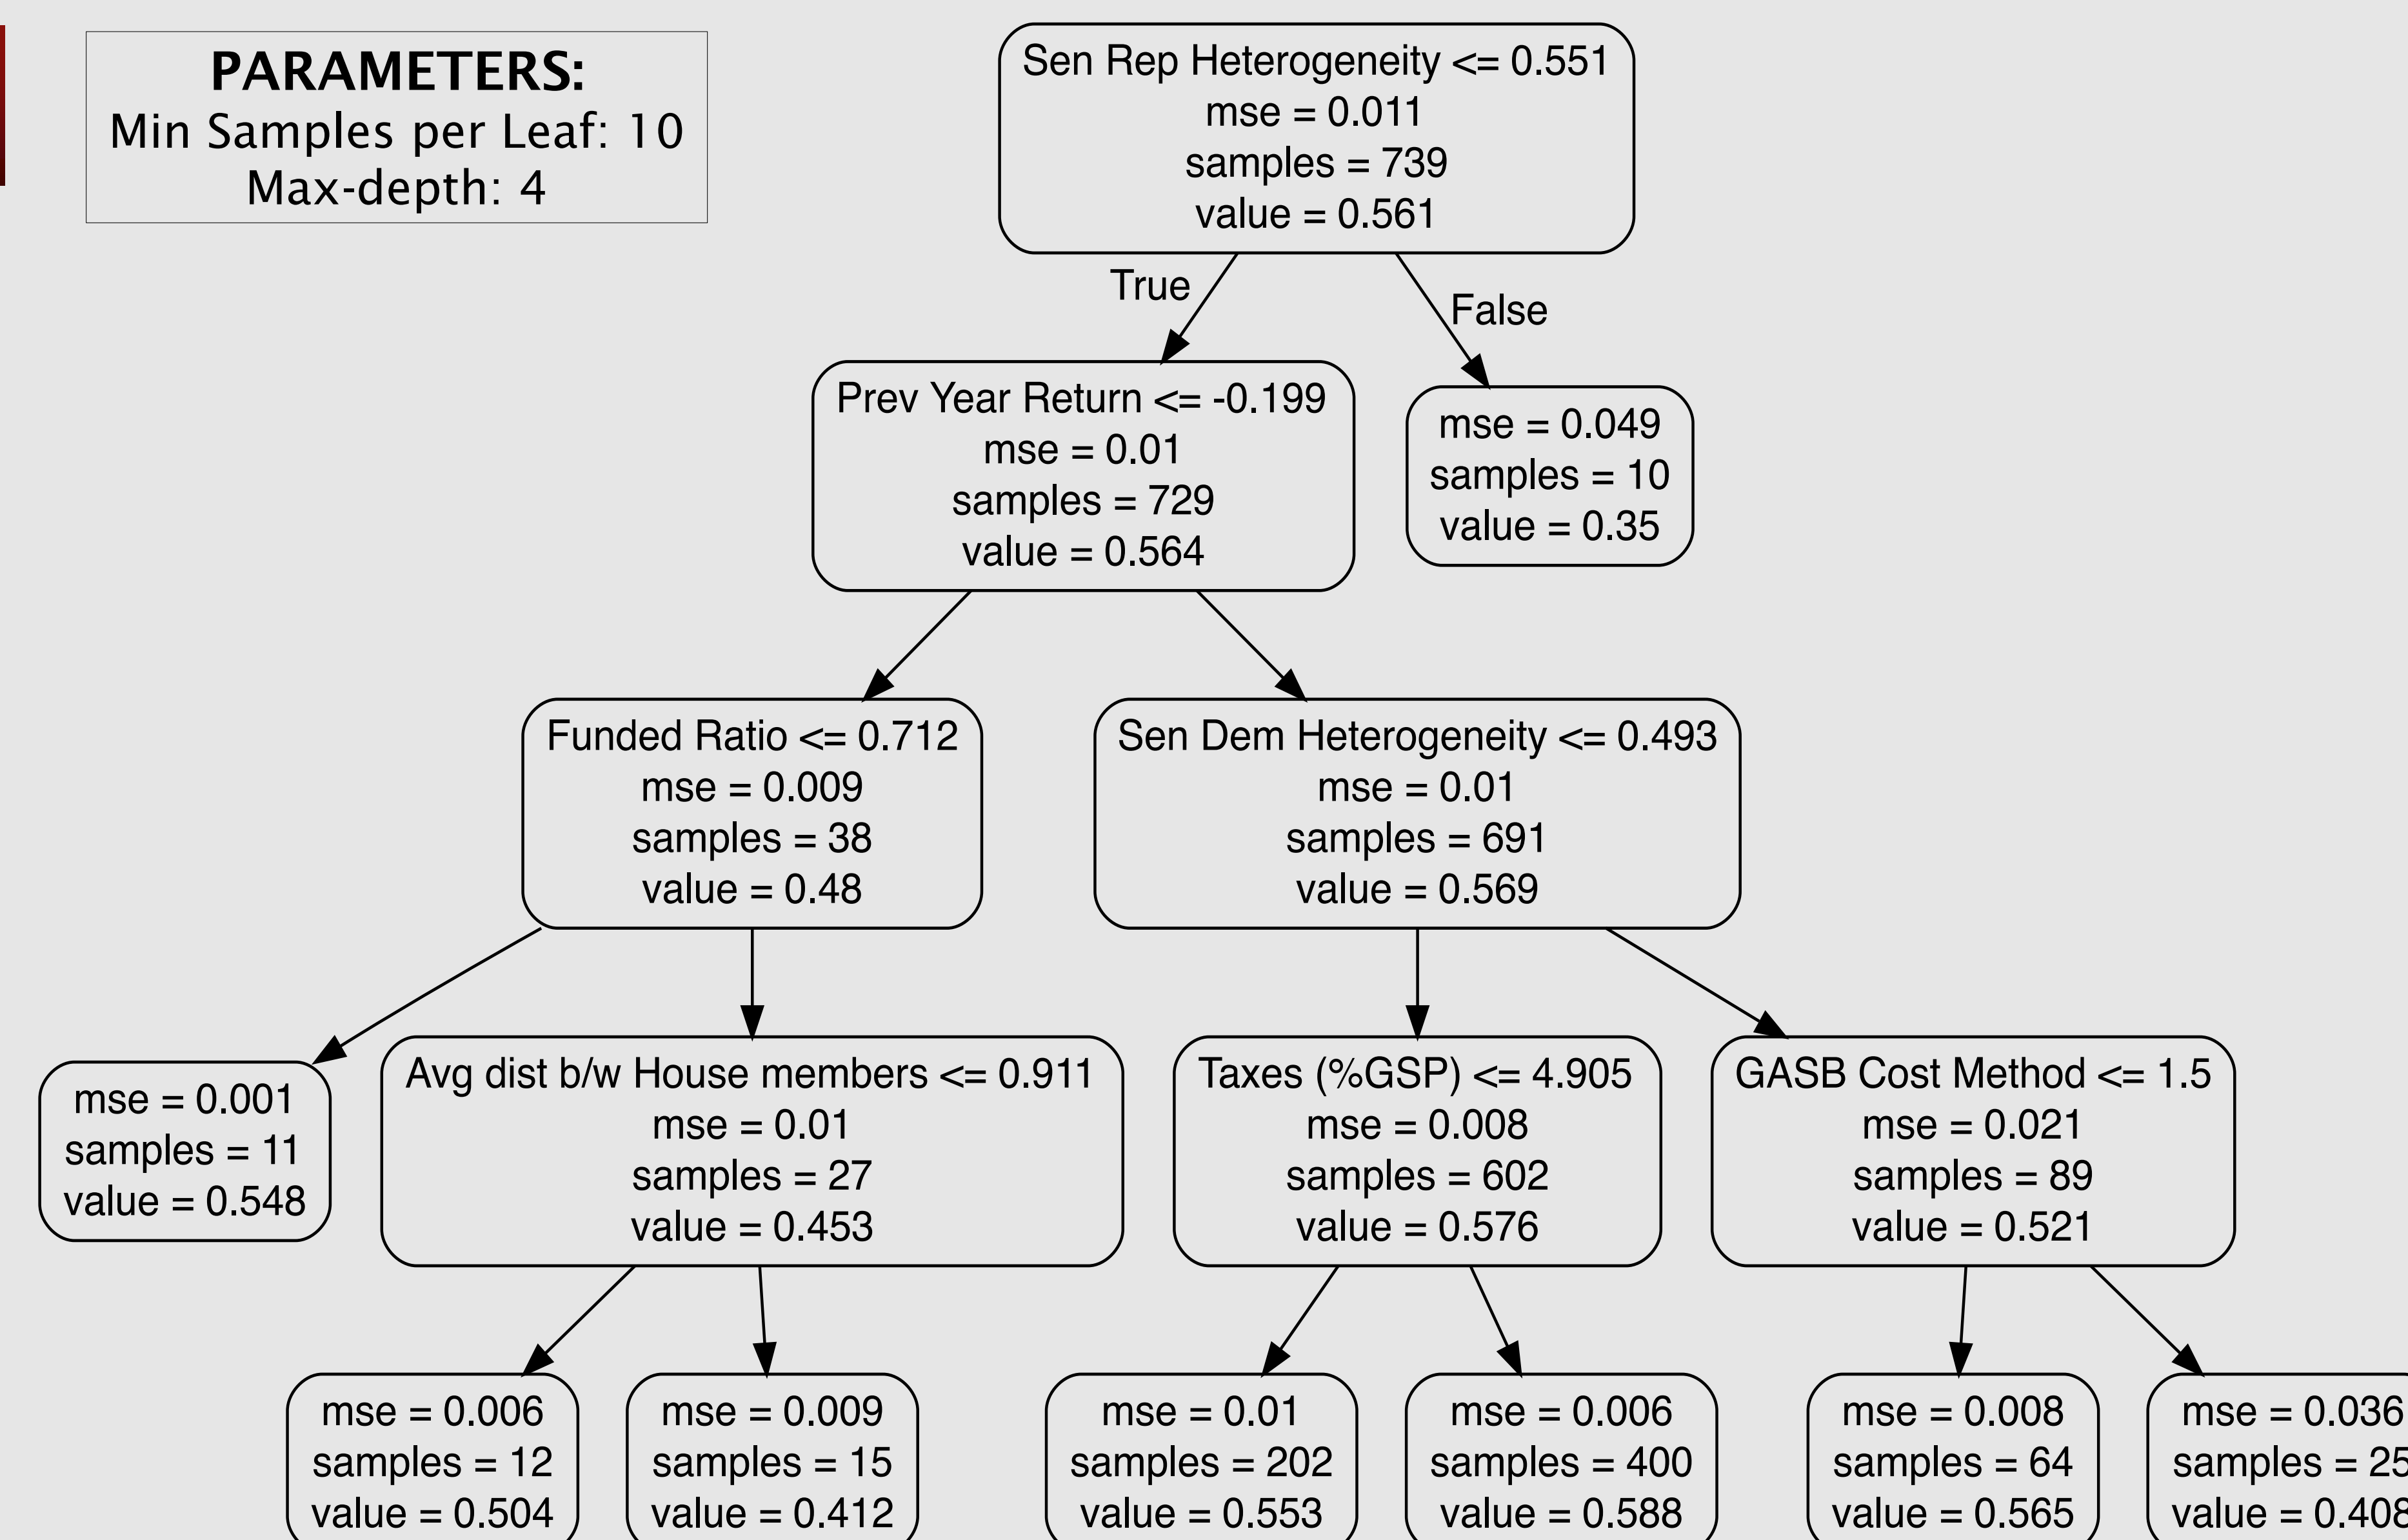 PARAMETERS:
Min Samples per Leaf: 10
Max-depth: 4
Sen Rep Heterogeneity <= 0.551
mse = 0.011
samples = 739
value = 0.561
True
False
Prev Year Return <= -0.199
mse = 0.01
samples = 729
value = 0.564
mse = 0.049
samples = 10
value = 0.35
Funded Ratio <= 0.712
mse = 0.009
samples = 38
value = 0.48
Sen Dem Heterogeneity <= 0.493
mse = 0.01
samples = 691
value = 0.569
mse = 0.001
samples = 11
value = 0.548
Avg dist b/w House members <= 0.911
mse = 0.01
samples = 27
value = 0.453
Taxes (%GSP) <= 4.905
mse = 0.008
samples = 602
value = 0.576
GASB Cost Method <= 1.5
mse = 0.021
samples = 89
value = 0.521
mse = 0.006
samples = 12
value = 0.504
mse = 0.009
samples = 15
value = 0.412
mse = 0.01
samples = 202
value = 0.553
mse = 0.006
samples = 400
value = 0.588
mse = 0.008
samples = 64
value = 0.565
mse = 0.036
samples = 25
value = 0.408